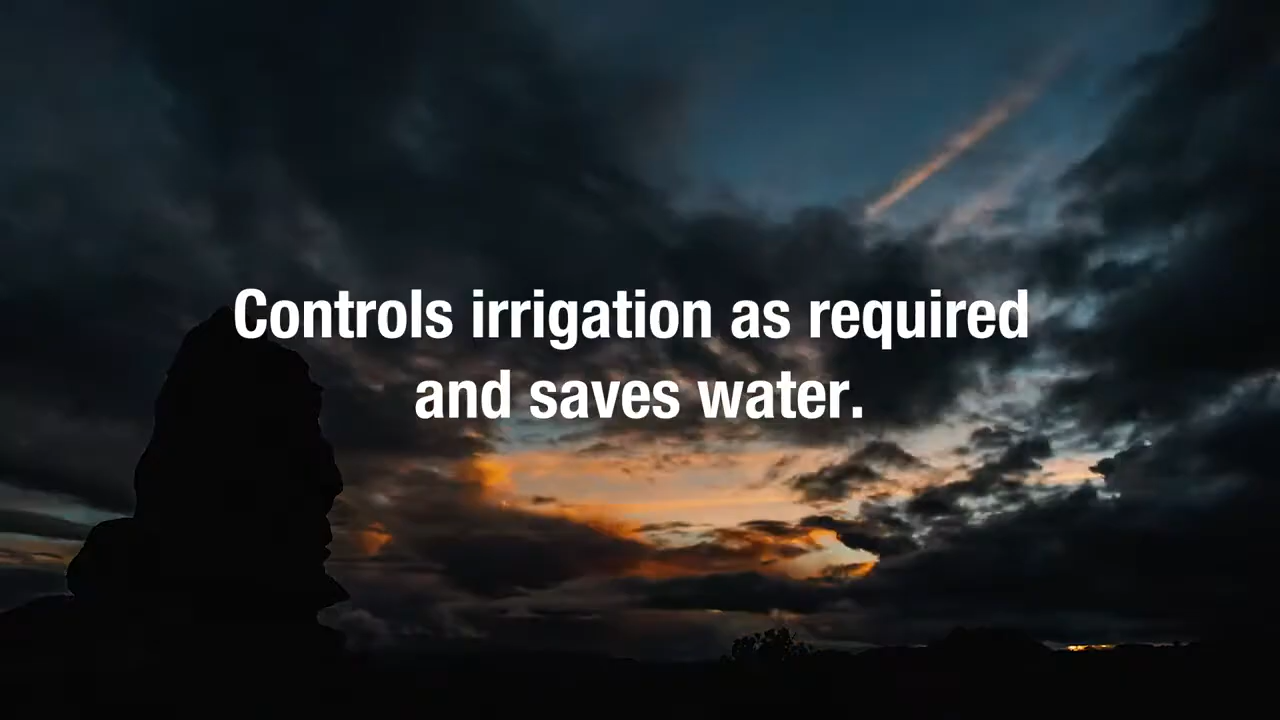 Controls irrigation as required
and saves water.